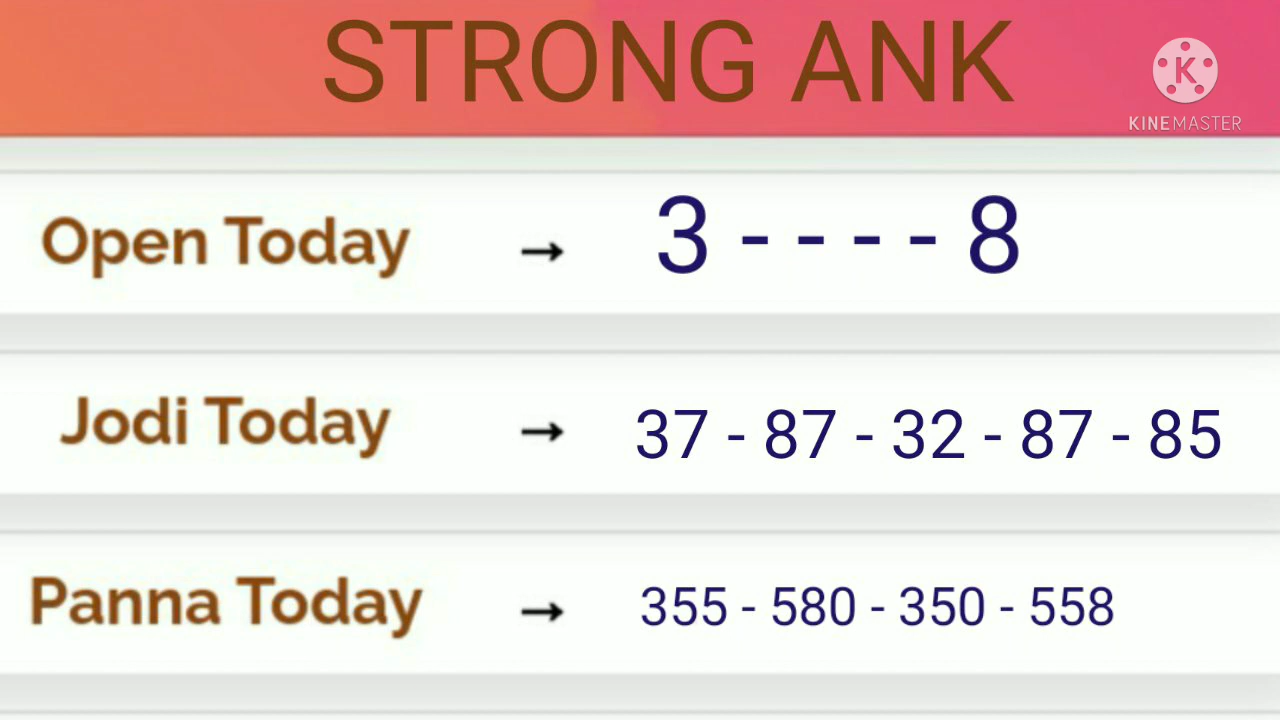 STRONG ANK
K
KINEMASTER
Open Today → 3 - - - - 8
Jodi Today → 37 - 87 - 32 - 87 - 85
Panna Today → 355 - 580 - 350 - 558